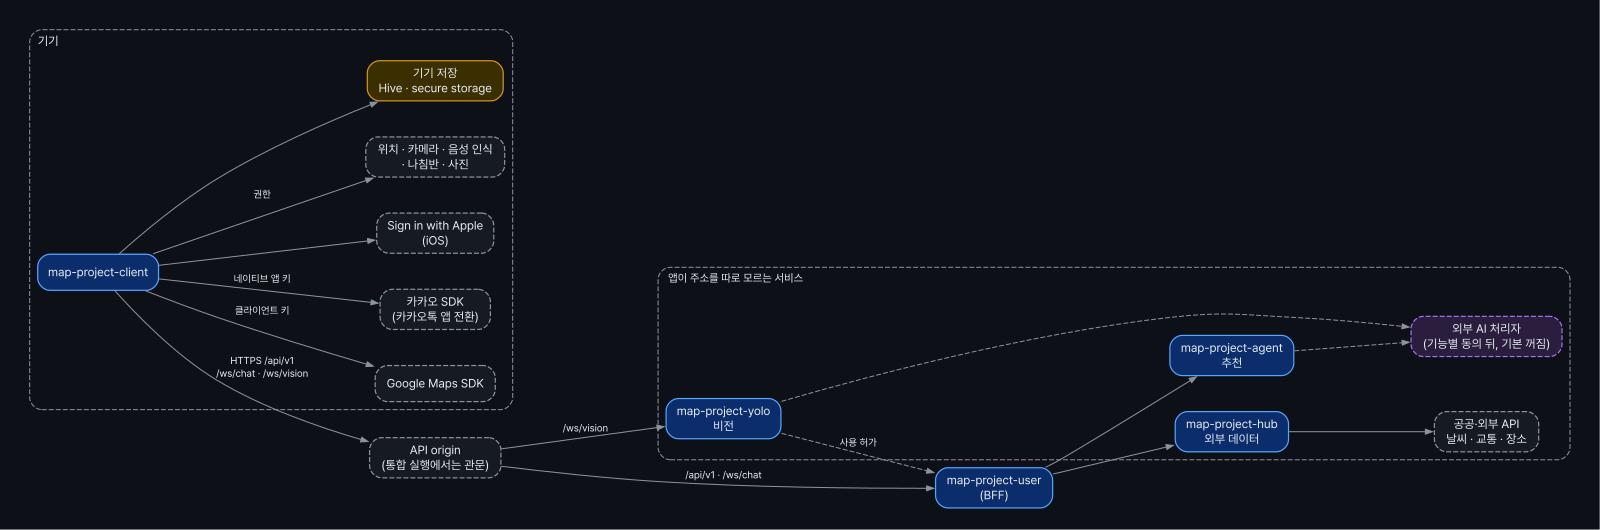 기기
기기 저장
Hive · secure storage
위치 · 카메라 · 음성 인식
· 나침반 · 사진
권한
Sign in with Apple
(iOS)
map-project-client
네이티브 앱 키
카카오 SDK
(카카오톡 앱 전환)
클라이언트 키
HTTPS /api/v1
/ws/chat · /ws/vision
Google Maps SDK
API origin
(통합 실행에서는 관문)
/ws/vision
/api/v1 · /ws/chat
앱이 주소를 따로 모르는 서비스
map-project-yolo
비전
사용 허가
map-project-user
(BFF)
map-project-agent
추천
map-project-hub
외부 데이터
외부 AI 처리자
(기능별 동의 뒤, 기본 꺼짐)
공공·외부 API
날씨 · 교통 · 장소